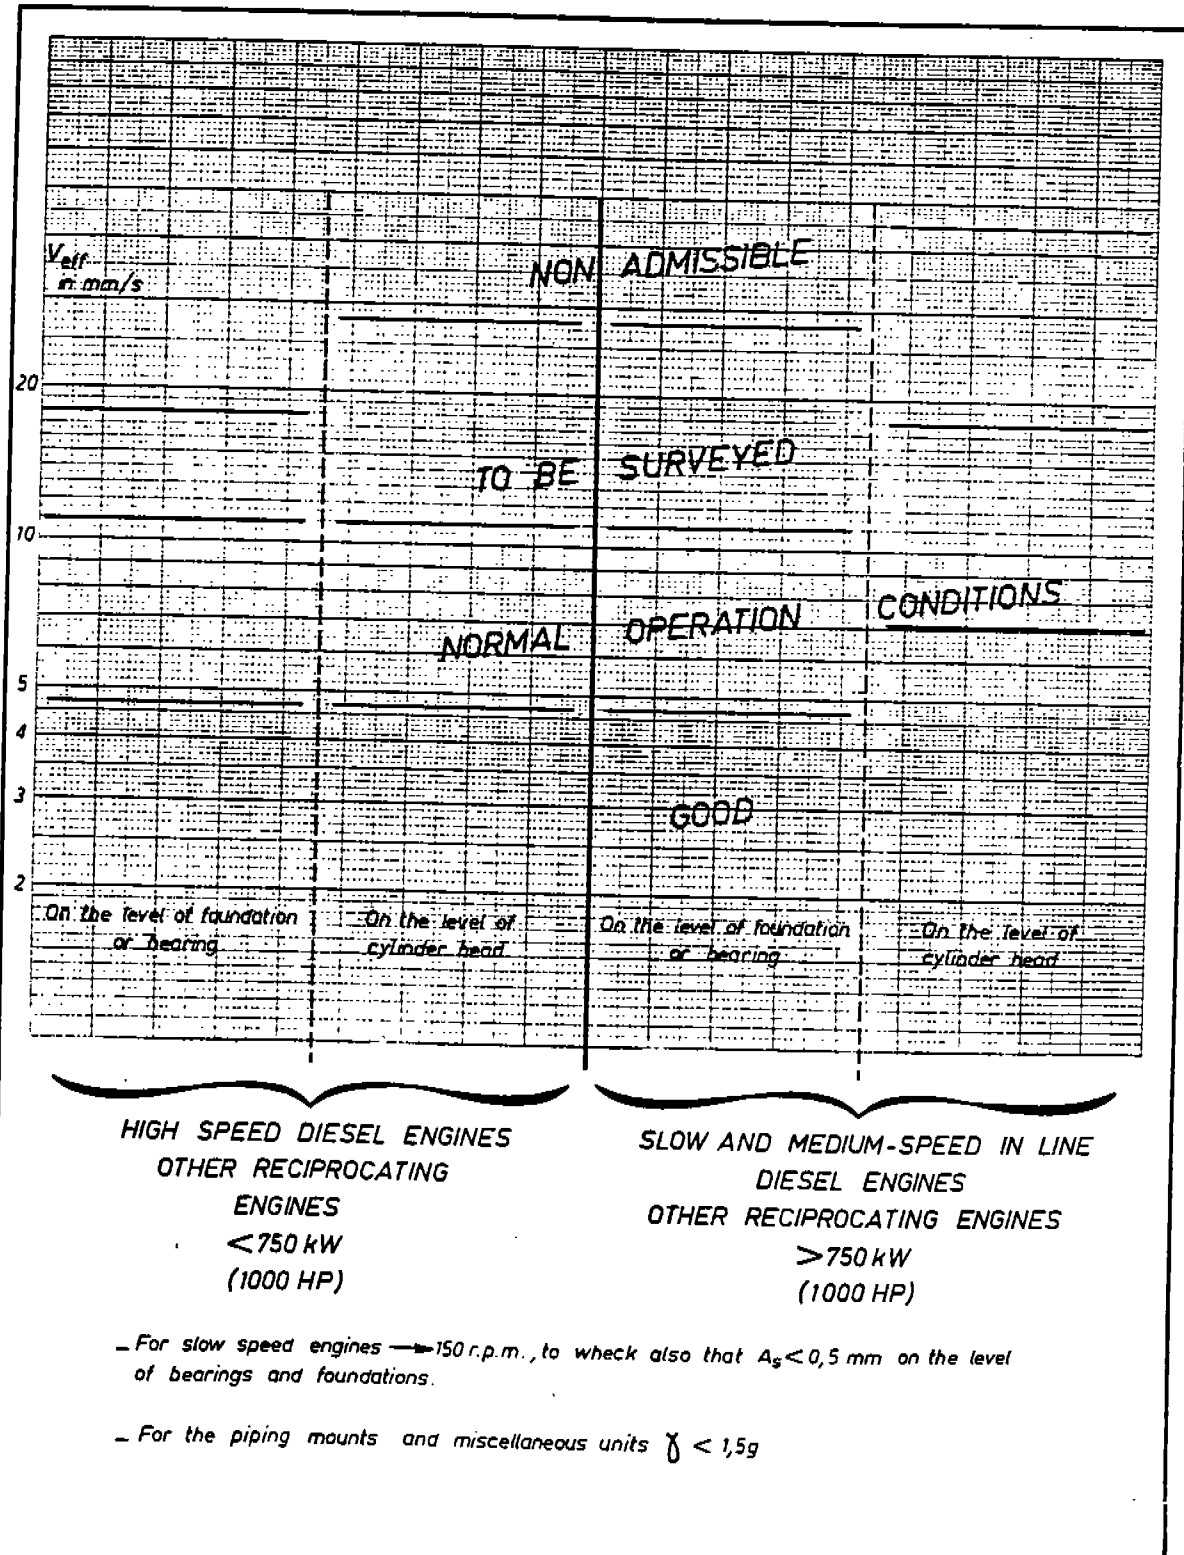 V eff
in mm/s
NON ADMISSIBLE
20
TO BE SURVEYED
10
NORMAL OPERATION CONDITIONS
5
4
3
GOOD
2
On the level of foundation
or bearing
On the level of
cylinder head
On the level of foundation
or bearing
On the level of
cylinder head
HIGH SPEED DIESEL ENGINES
OTHER RECIPROCATING
ENGINES
<750 kW
(1000 HP)
SLOW AND MEDIUM-SPEED IN LINE
DIESEL ENGINES
OTHER RECIPROCATING ENGINES
>750 kW
(1000 HP)
– For slow speed engines → 150 r.p.m., to wheck also that As < 0,5 mm on the level
of bearings and foundations.
– For the piping mounts and miscellaneous units γ < 1,5g